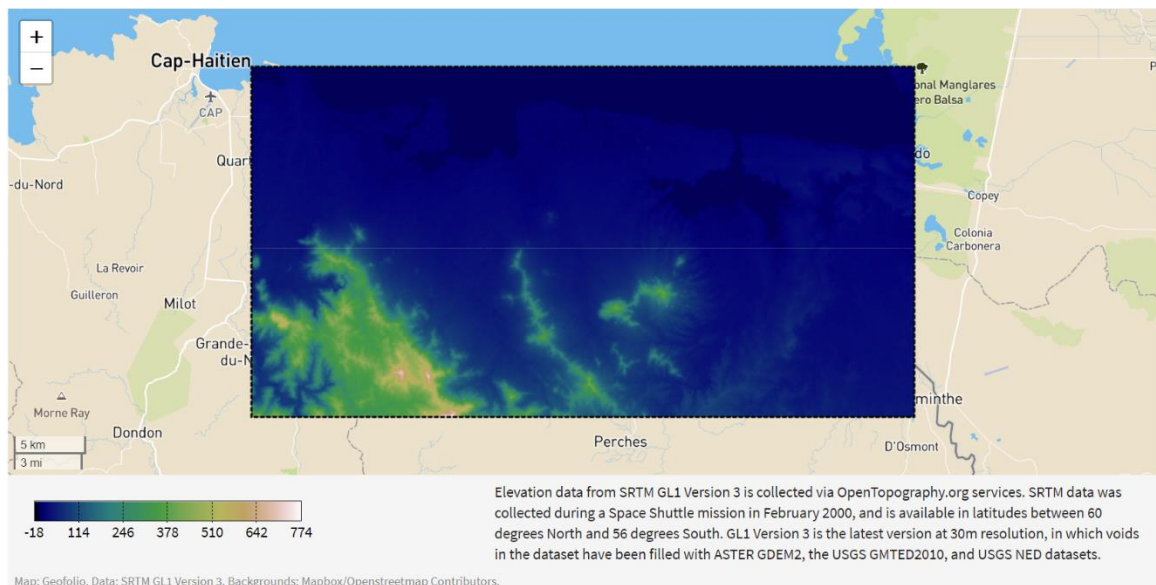 +
−
Cap-Haïtien
CAP
Quart
-du-Nord
La Revoir
Guilleron
Milot
Grande-
du-N
Morne Ray
Dondon
5 km
3 mi
Perches
onal Manglares
ero Balsa
do
Copey
Colonia
Carbonera
minthe
D'Osmont
P
-18 114 246 378 510 642 774
Elevation data from SRTM GL1 Version 3 is collected via OpenTopography.org services. SRTM data was
collected during a Space Shuttle mission in February 2000, and is available in latitudes between 60
degrees North and 56 degrees South. GL1 Version 3 is the latest version at 30m resolution, in which voids
in the dataset have been filled with ASTER GDEM2, the USGS GMTED2010, and USGS NED datasets.
Map: Geofolio. Data: SRTM GL1 Version 3. Backgrounds: Mapbox/Openstreetmap Contributors.